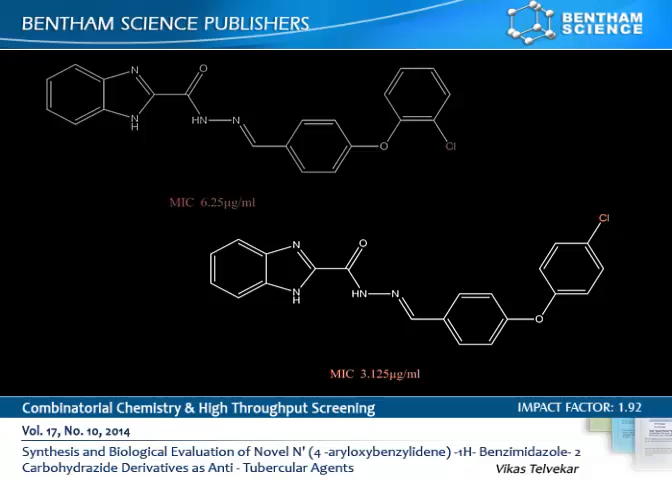 BENTHAM SCIENCE PUBLISHERS
BENTHAM
SCIENCE
N
O
N
H
HN
N
O
Cl
MIC 6.25µg/ml
Cl
N
O
N
H
HN
N
O
MIC 3.125µg/ml
Combinatorial Chemistry & High Throughput Screening
IMPACT FACTOR: 1.92
Vol. 17, No. 10, 2014
Synthesis and Biological Evaluation of Novel N' (4 -aryloxybenzylidene) -1H- Benzimidazole- 2
Carbohydrazide Derivatives as Anti - Tubercular Agents
Vikas Telvekar